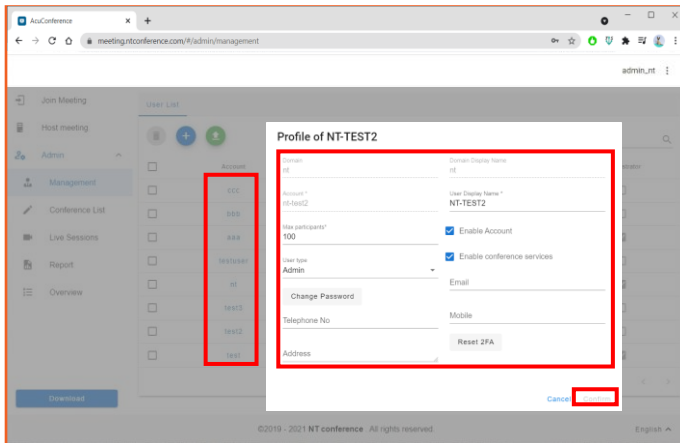 AcuConference
meeting.ntconference.com/#/admin/management
admin_nt
Join Meeting
Host meeting
Admin
Management
Conference List
Live Sessions
Report
Overview
Download
User List
Account
ccc
bbb
aaa
testuser
nt
test3
test2
test
Profile of NT-TEST2
Domain
nt
Domain Display Name
nt
Account *
nt-test2
User Display Name *
NT-TEST2
Max participants*
100
Enable Account
User type
Admin
Enable conference services
Email
Change Password
Telephone No
Mobile
Reset 2FA
Address
Cancel
Confirm
©2019 - 2021 NT conference . All rights reserved.
English